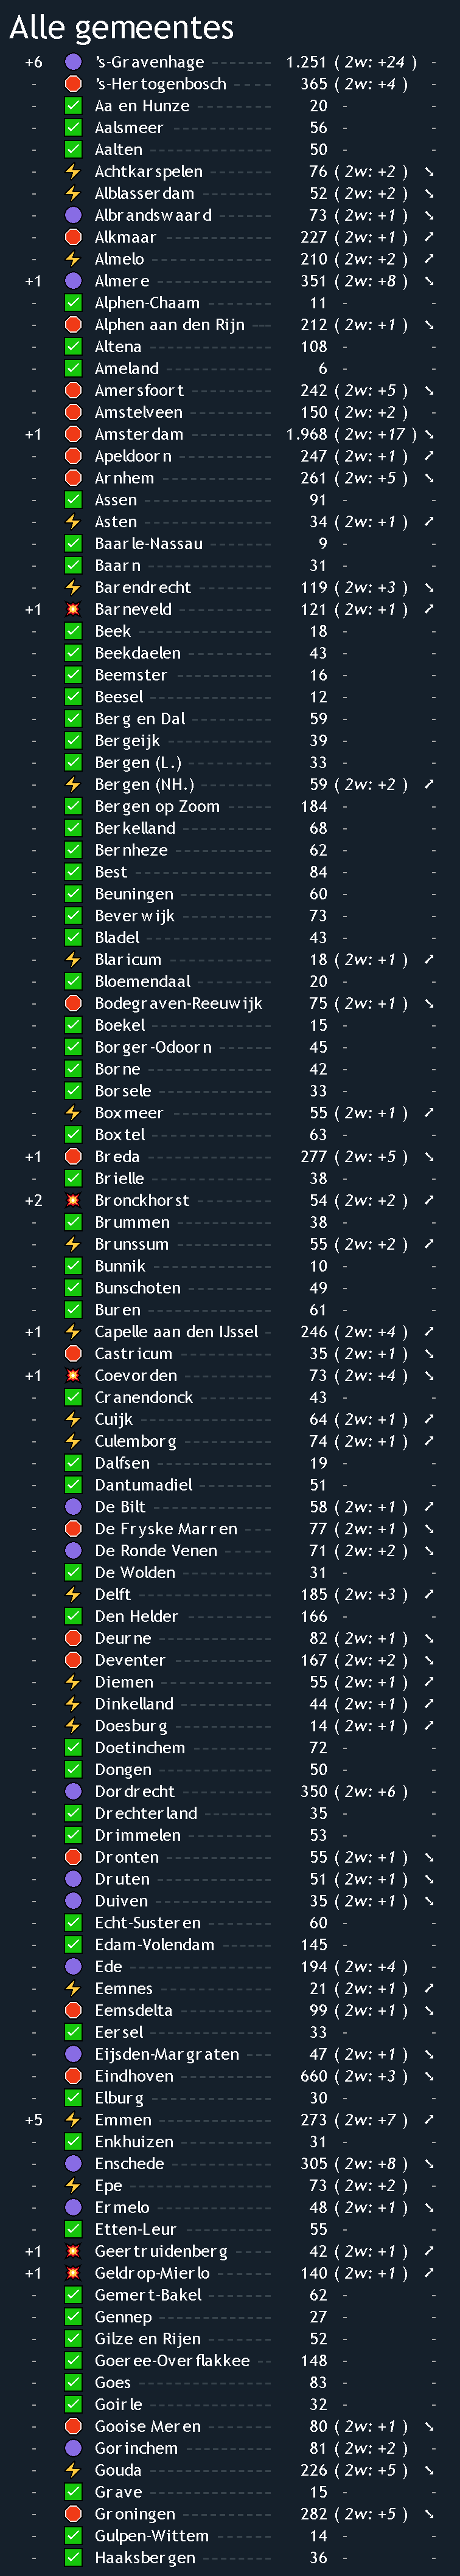 Alle gemeentes
+6 's-Gravenhage 1.251 ( 2w: +24 ) -
- 's-Hertogenbosch 365 ( 2w: +4 ) -
- Aa en Hunze 20 - -
- Aalsmeer 56 - -
- Aalten 50 - -
- Achtkarspelen 76 ( 2w: +2 ) ↘
- Alblasserdam 52 ( 2w: +2 ) ↘
- Albrandswaard 73 ( 2w: +1 ) ↘
- Alkmaar 227 ( 2w: +1 ) ↗
- Almelo 210 ( 2w: +2 ) ↗
+1 Almere 351 ( 2w: +8 ) ↘
- Alphen-Chaam 11 - -
- Alphen aan den Rijn 212 ( 2w: +1 ) ↘
- Altena 108 - -
- Ameland 6 - -
- Amersfoort 242 ( 2w: +5 ) ↘
- Amstelveen 150 ( 2w: +2 ) -
+1 Amsterdam 1.968 ( 2w: +17 ) ↘
- Apeldoorn 247 ( 2w: +1 ) ↗
- Arnhem 261 ( 2w: +5 ) ↘
- Assen 91 - -
- Asten 34 ( 2w: +1 ) ↗
- Baarle-Nassau 9 - -
- Baarn 31 - -
- Barendrecht 119 ( 2w: +3 ) ↘
+1 Barneveld 121 ( 2w: +1 ) ↗
- Beek 18 - -
- Beekdaelen 43 - -
- Beemster 16 - -
- Beesel 12 - -
- Berg en Dal 59 - -
- Bergeijk 39 - -
- Bergen (L.) 33 - -
- Bergen (NH.) 59 ( 2w: +2 ) ↗
- Bergen op Zoom 184 - -
- Berkelland 68 - -
- Bernheze 62 - -
- Best 84 - -
- Beuningen 60 - -
- Beverwijk 73 - -
- Bladel 43 - -
- Blaricum 18 ( 2w: +1 ) ↗
- Bloemendaal 20 - -
- Bodegraven-Reeuwijk 75 ( 2w: +1 ) ↘
- Boekel 15 - -
- Borger-Odoorn 45 - -
- Borne 42 - -
- Borsele 33 - -
- Boxmeer 55 ( 2w: +1 ) ↗
- Boxtel 63 - -
+1 Breda 277 ( 2w: +5 ) ↘
- Brielle 38 - -
+2 Bronckhorst 54 ( 2w: +2 ) ↗
- Brummen 38 - -
- Brunssum 55 ( 2w: +2 ) ↗
- Bunnik 10 - -
- Bunschoten 49 - -
- Buren 61 - -
+1 Capelle aan den IJssel 246 ( 2w: +4 ) ↗
- Castricum 35 ( 2w: +1 ) ↘
+1 Coevorden 73 ( 2w: +4 ) ↘
- Cranendonck 43 - -
- Cuijk 64 ( 2w: +1 ) ↗
- Culemborg 74 ( 2w: +1 ) ↗
- Dalfsen 19 - -
- Dantumadiel 51 - -
- De Bilt 58 ( 2w: +1 ) ↗
- De Fryske Marren 77 ( 2w: +1 ) ↘
- De Ronde Venen 71 ( 2w: +2 ) ↘
- De Wolden 31 - -
- Delft 185 ( 2w: +3 ) ↗
- Den Helder 166 - -
- Deurne 82 ( 2w: +1 ) ↘
- Deventer 167 ( 2w: +2 ) ↘
- Diemen 55 ( 2w: +1 ) ↗
- Dinkelland 44 ( 2w: +1 ) ↗
- Doesburg 14 ( 2w: +1 ) ↗
- Doetinchem 72 - -
- Dongen 50 - -
- Dordrecht 350 ( 2w: +6 ) -
- Drechterland 35 - -
- Drimmelen 53 - -
- Dronten 55 ( 2w: +1 ) ↘
- Druten 51 ( 2w: +1 ) ↘
- Duiven 35 ( 2w: +1 ) ↘
- Echt-Susteren 60 - -
- Edam-Volendam 145 - -
- Ede 194 ( 2w: +4 ) -
- Eemnes 21 ( 2w: +1 ) ↗
- Eemsdelta 99 ( 2w: +1 ) ↘
- Eersel 33 - -
- Eijsden-Margraten 47 ( 2w: +1 ) ↘
- Eindhoven 660 ( 2w: +3 ) ↘
- Elburg 30 - -
+5 Emmen 273 ( 2w: +7 ) ↗
- Enkhuizen 31 - -
- Enschede 305 ( 2w: +8 ) ↘
- Epe 73 ( 2w: +2 ) -
- Ermelo 48 ( 2w: +1 ) ↘
- Etten-Leur 55 - -
+1 Geertruidenberg 42 ( 2w: +1 ) ↗
+1 Geldrop-Mierlo 140 ( 2w: +1 ) ↗
- Gemert-Bakel 62 - -
- Gennep 27 - -
- Gilze en Rijen 52 - -
- Goeree-Overflakkee 148 - -
- Goes 83 - -
- Goirle 32 - -
- Gooise Meren 80 ( 2w: +1 ) ↘
- Gorinchem 81 ( 2w: +2 ) -
- Gouda 226 ( 2w: +5 ) ↘
- Grave 15 - -
- Groningen 282 ( 2w: +5 ) ↘
- Gulpen-Wittem 14 - -
- Haaksbergen 36 - -